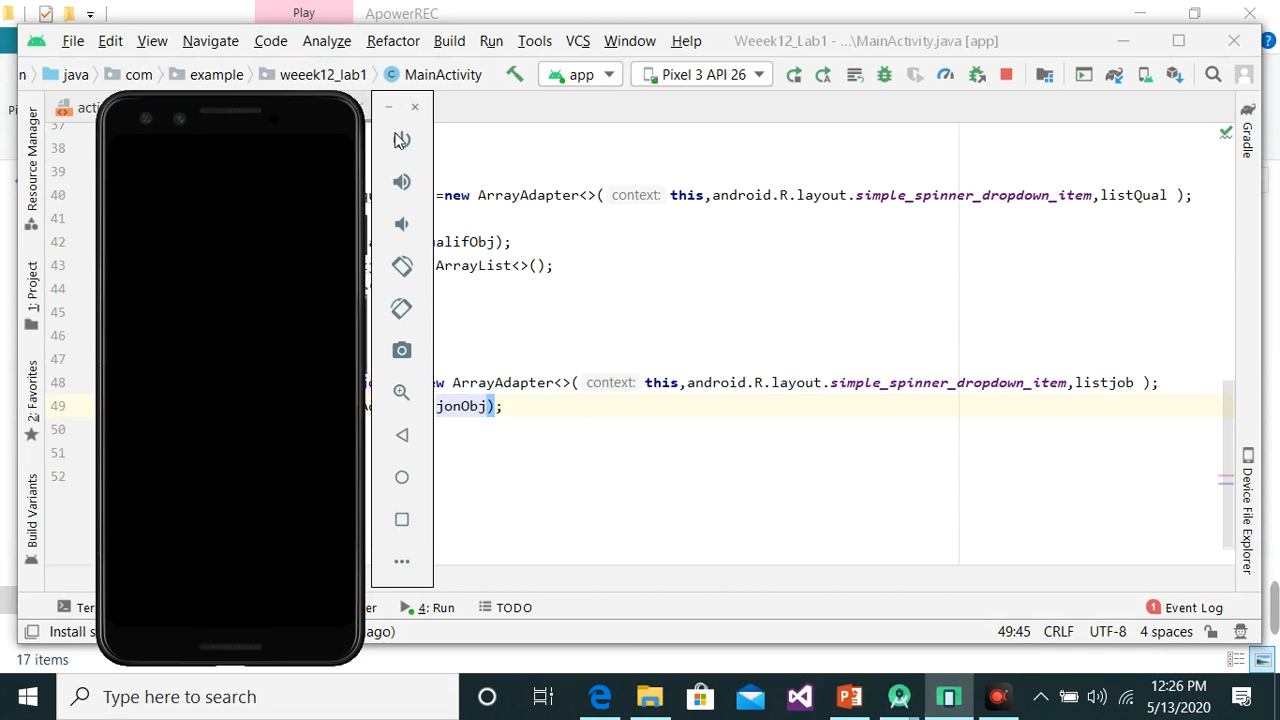 Play
ApowerREC
File Edit View Navigate Code Analyze Refactor Build Run Tools VCS Window Help Weeek12_Lab1 - ...\MainActivity.java [app]
n java com example weeek12_lab1 MainActivity app Pixel 3 API 26
acti
37
38
39
40 =new ArrayAdapter<>( context: this,android.R.layout.simple_spinner_dropdown_item,listQual );
41
42 alifObj);
43 ArrayList<>();
44
45
46
47
48 w ArrayAdapter<>( context: this,android.R.layout.simple_spinner_dropdown_item,listjob );
49 jonObj);
50
51
52
Resource Manager
1: Project
2: Favorites
Build Variants
Gradle
Device File Explorer
Ter
4: Run
TODO
1 Event Log
Install s
ago)
49:45 CRLF UTF-8 4 spaces
17 items
Type here to search
12:26 PM
5/13/2020